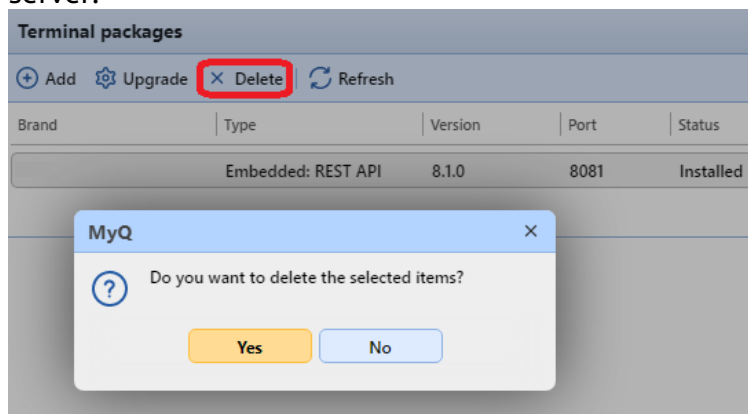 server.
Terminal packages
Add Upgrade Delete Refresh
Brand Type Version Port Status
Embedded: REST API 8.1.0 8081 Installed
MyQ
Do you want to delete the selected items?
Yes No